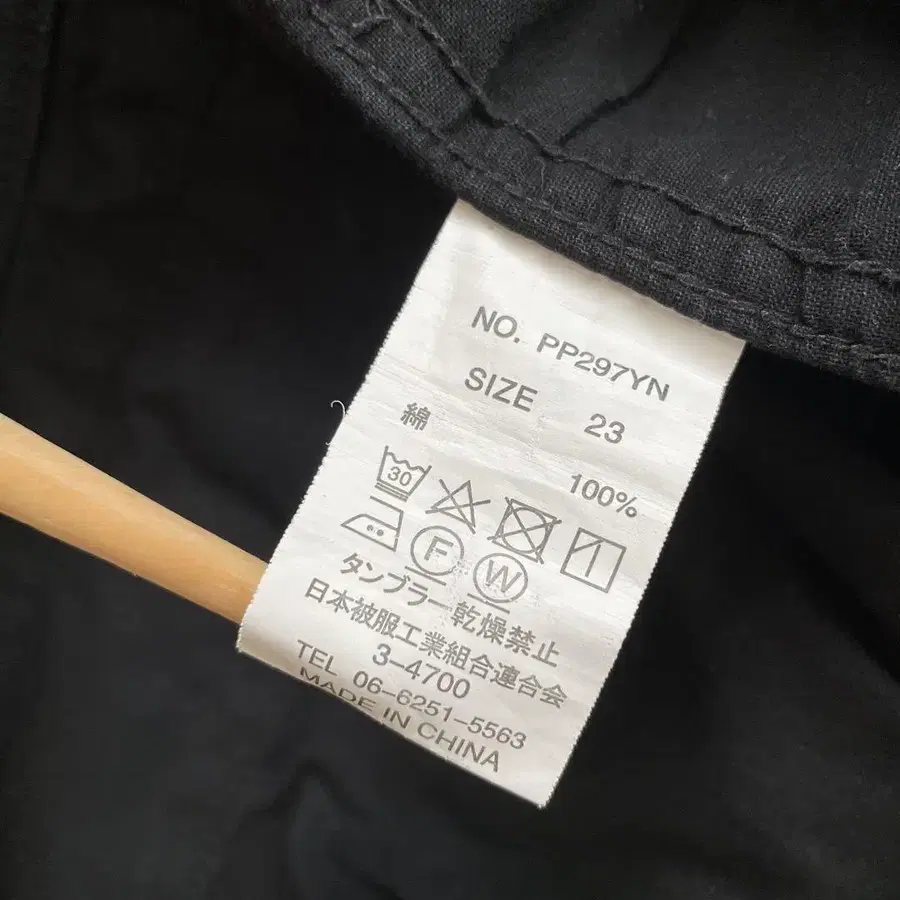 NO. PP297YN
SIZE 23
綿 100%
30
F W
タンブラー乾燥禁止
日本被服工業組合連合会
3-4700
TEL 06-6251-5563
MADE IN CHINA